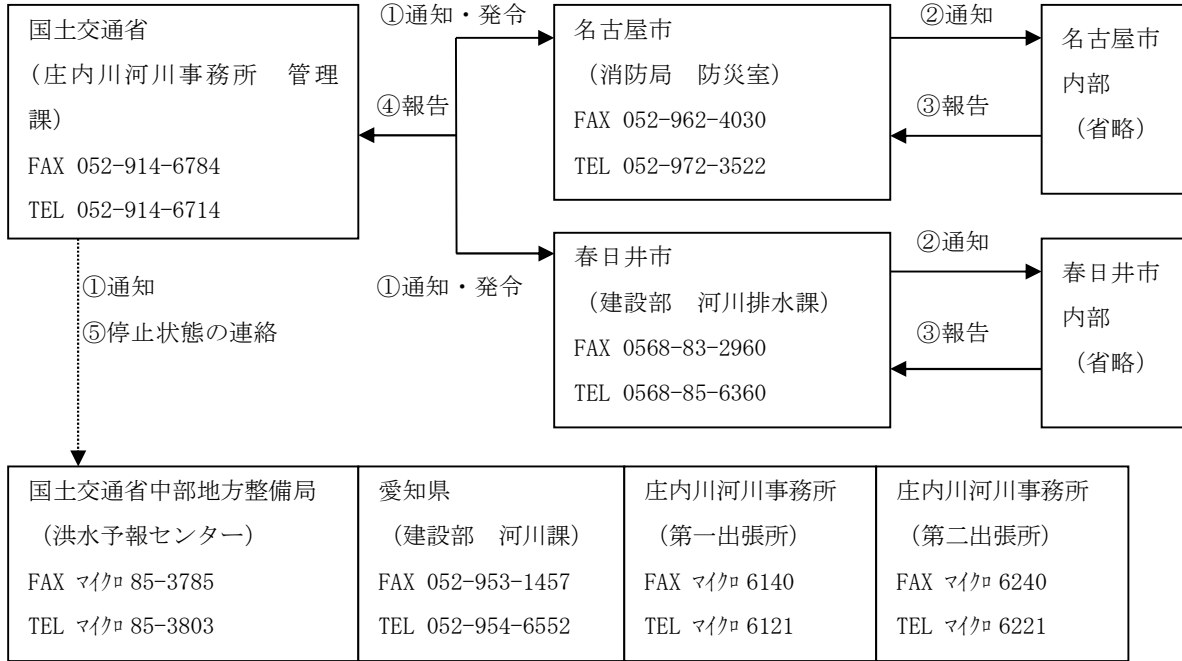 国土交通省
（庄内川河川事務所　管理
課）
FAX 052-914-6784
TEL 052-914-6714
①通知・発令
④報告
①通知・発令
名古屋市
（消防局　防災室）
FAX 052-962-4030
TEL 052-972-3522
②通知
③報告
名古屋市
内部
（省略）
春日井市
（建設部　河川排水課）
FAX 0568-83-2960
TEL 0568-85-6360
②通知
③報告
春日井市
内部
（省略）
①通知
⑤停止状態の連絡
国土交通省中部地方整備局
（洪水予報センター）
FAX ﾏｲｸﾛ 85-3785
TEL ﾏｲｸﾛ 85-3803
愛知県
（建設部　河川課）
FAX 052-953-1457
TEL 052-954-6552
庄内川河川事務所
（第一出張所）
FAX ﾏｲｸﾛ 6140
TEL ﾏｲｸﾛ 6121
庄内川河川事務所
（第二出張所）
FAX ﾏｲｸﾛ 6240
TEL ﾏｲｸﾛ 6221